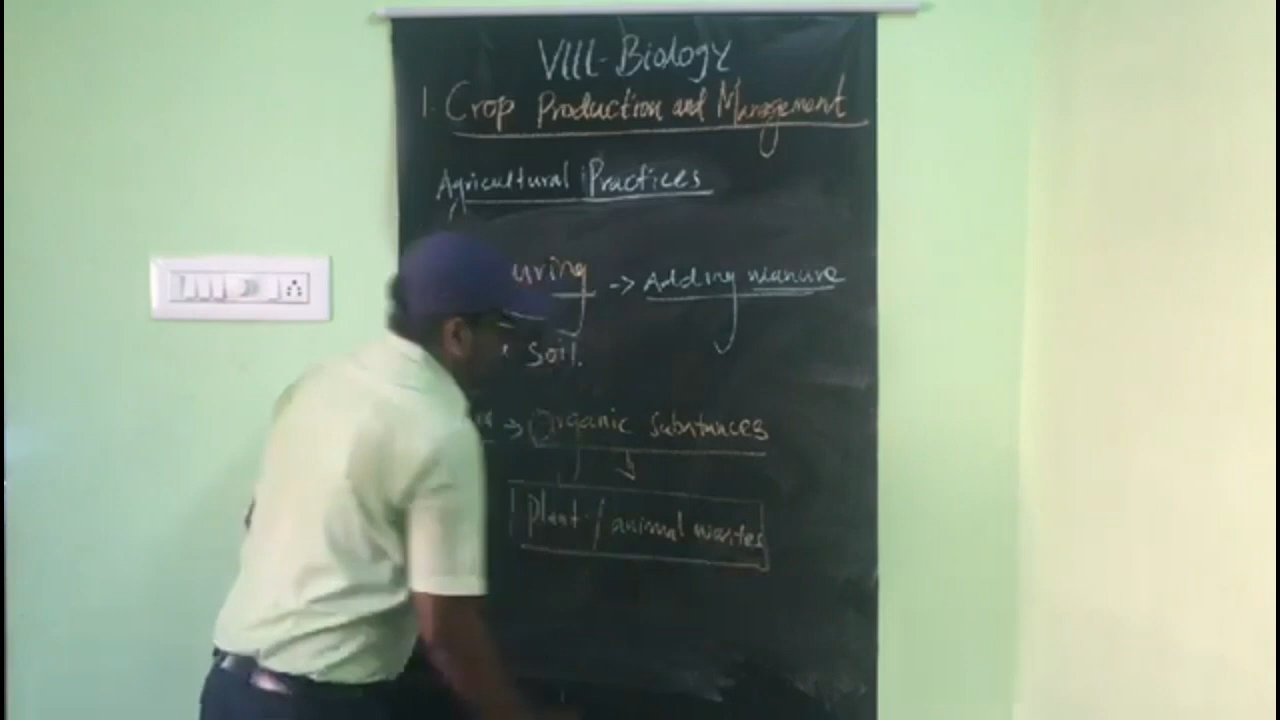 VIII-Biology
1. Crop Production and Management
Agricultural Practices
uring -> Adding manure
Soil.
-> Organic substances
Plant / animal wastes